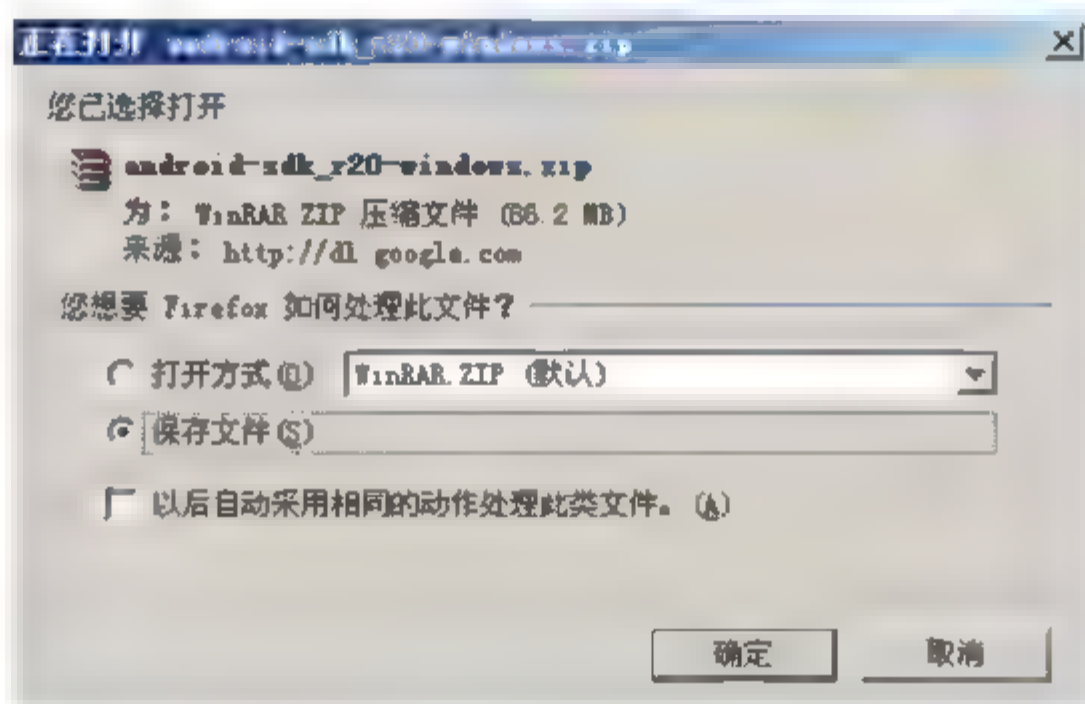 正在打开 android-sdk_r20-windows.zip
您已选择打开
android-sdk_r20-windows.zip
为： WinRAR ZIP 压缩文件 (86.2 MB)
来源： http://dl.google.com
您想要 Firefox 如何处理此文件？
打开方式(O) WinRAR.ZIP (默认)
保存文件(S)
以后自动采用相同的动作处理此类文件。(A)
确定 取消